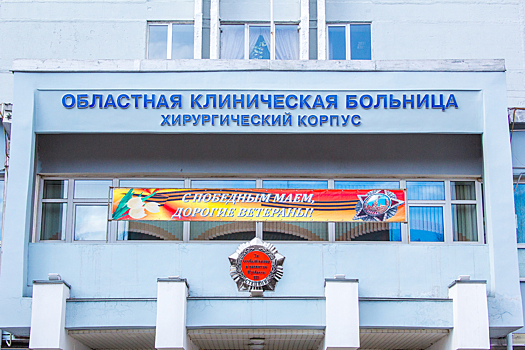 ОБЛАСТНАЯ КЛИНИЧЕСКАЯ БОЛЬНИЦА
ХИРУРГИЧЕСКИЙ КОРПУС
С ПОБЕДНЫМ МАЕМ,
ДОРОГИЕ ВЕТЕРАНЫ!